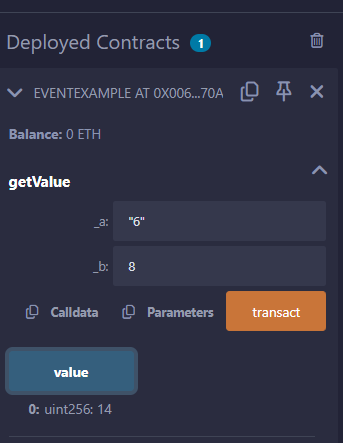 Deployed Contracts 1
EVENTEXAMPLE AT 0X006...70A
Balance: 0 ETH
getValue
_a: "6"
_b: 8
Calldata Parameters transact
value
0: uint256: 14